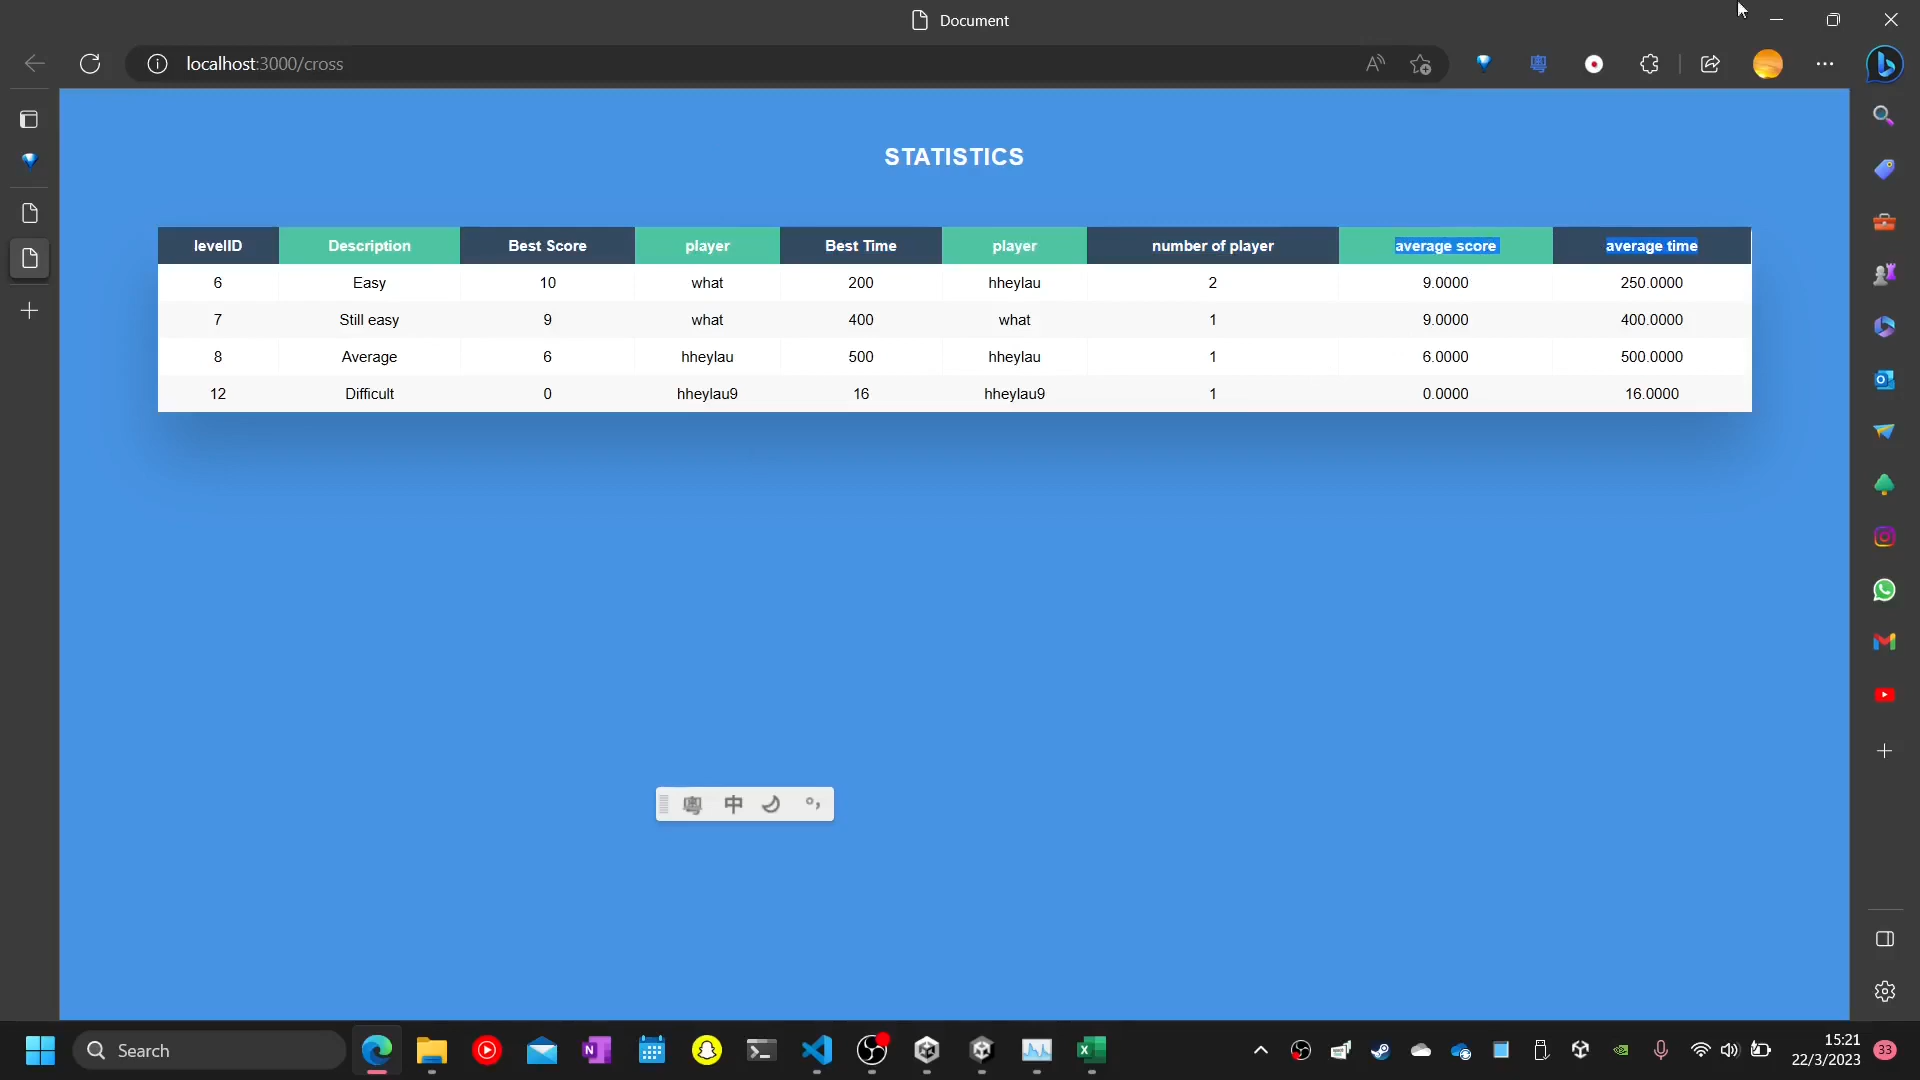 Document
localhost:3000/cross
STATISTICS
levelID Description Best Score player Best Time player number of player average score average time
6 Easy 10 what 200 hheylau 2 9.0000 250.0000
7 Still easy 9 what 400 what 1 9.0000 400.0000
8 Average 6 hheylau 500 hheylau 1 6.0000 500.0000
12 Difficult 0 hheylau9 16 hheylau9 1 0.0000 16.0000
粵 中
Search
15:21
22/3/2023
33